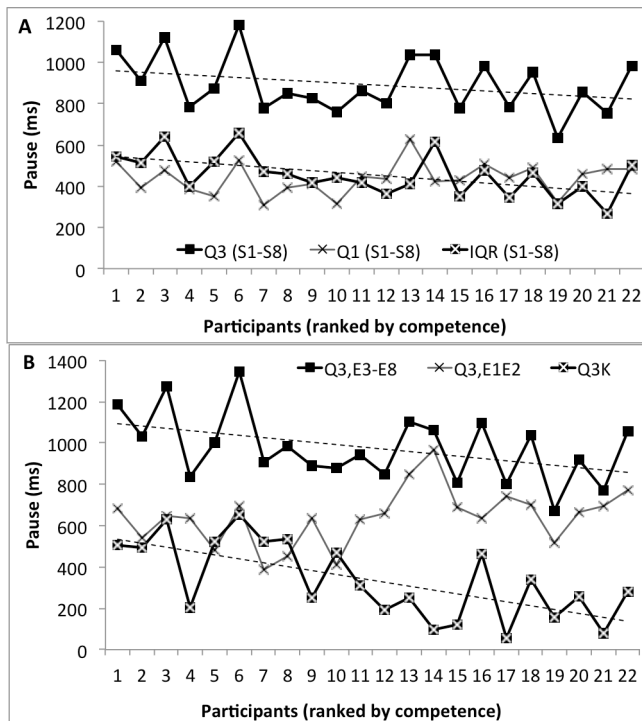 A
1200
1000
800
600
400
200
0
Pause (ms)
Q3 (S1-S8) Q1 (S1-S8) IQR (S1-S8)
1 2 3 4 5 6 7 8 9 10 11 12 13 14 15 16 17 18 19 20 21 22
Participants (ranked by competence)
B
1400
1200
1000
800
600
400
200
0
Pause (ms)
Q3,E3-E8 Q3,E1E2 Q3K
1 2 3 4 5 6 7 8 9 10 11 12 13 14 15 16 17 18 19 20 21 22
Participants (ranked by competence)